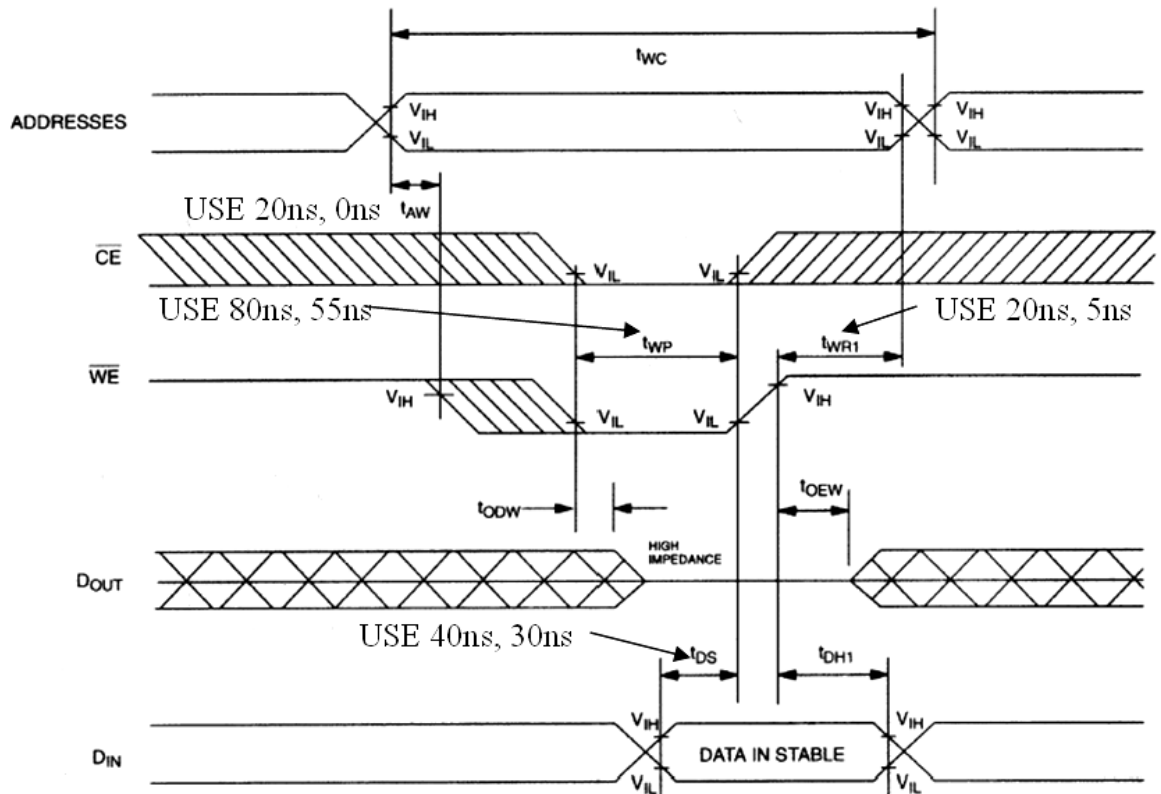 tWC
ADDRESSES
VIH
VIL
VIH
VIL
VIH
VIL
USE 20ns, 0ns
tAW
CE
VIL
VIL
USE 80ns, 55ns
USE 20ns, 5ns
tWP
tWR1
WE
VIH
VIL
VIL
VIH
tODW
tOEW
HIGH
IMPEDANCE
DOUT
USE 40ns, 30ns
tDS
tDH1
VIH
VIH
DIN
DATA IN STABLE
VIL
VIL